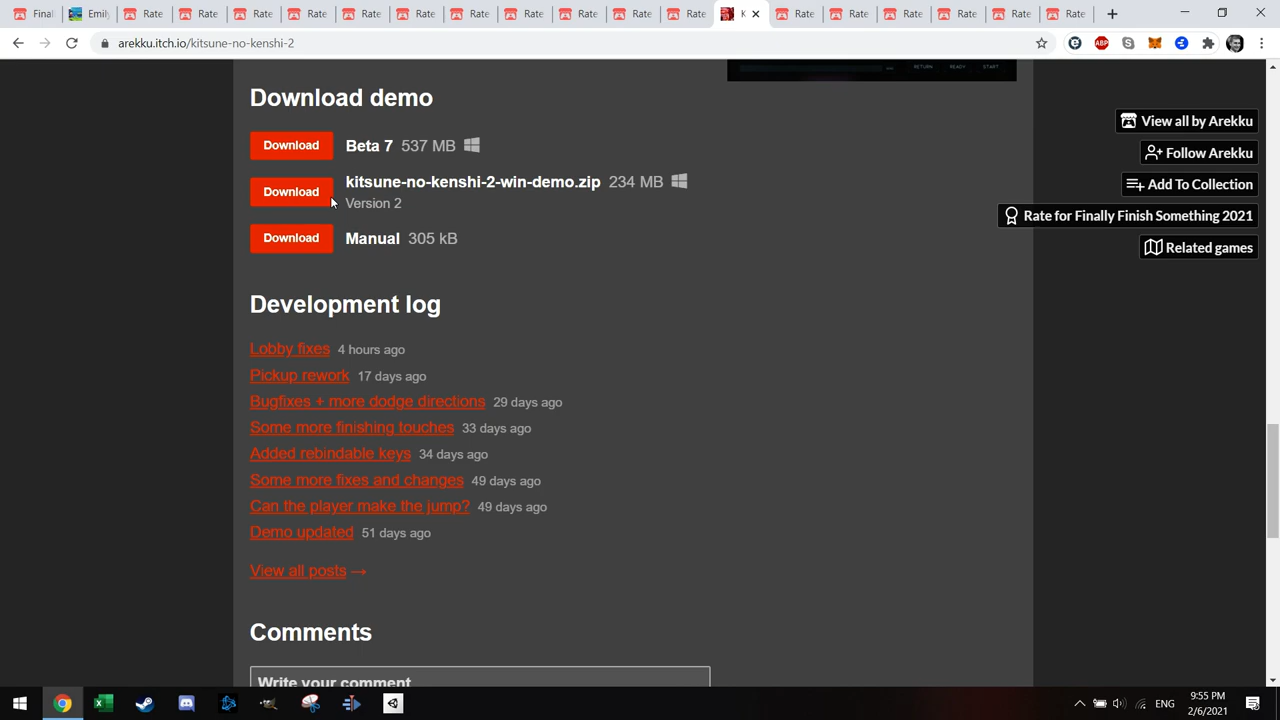 Final
Emily
Rate
Rate
Rate
Rate
Rate
Rate
Rate
Rate
Rate
Rate
Rate
K
Rate
Rate
Rate
Rate
Rate
Rate
arekku.itch.io/kitsune-no-kenshi-2
ABP
RETURN READY START
Download demo
View all by Arekku
Download Beta 7 537 MB
Follow Arekku
Download kitsune-no-kenshi-2-win-demo.zip 234 MB
Version 2
Add To Collection
Rate for Finally Finish Something 2021
Download Manual 305 kB
Related games
Development log
Lobby fixes 4 hours ago
Pickup rework 17 days ago
Bugfixes + more dodge directions 29 days ago
Some more finishing touches 33 days ago
Added rebindable keys 34 days ago
Some more fixes and changes 49 days ago
Can the player make the jump? 49 days ago
Demo updated 51 days ago
View all posts →
Comments
Write your comment
ENG
9:55 PM
2/6/2021